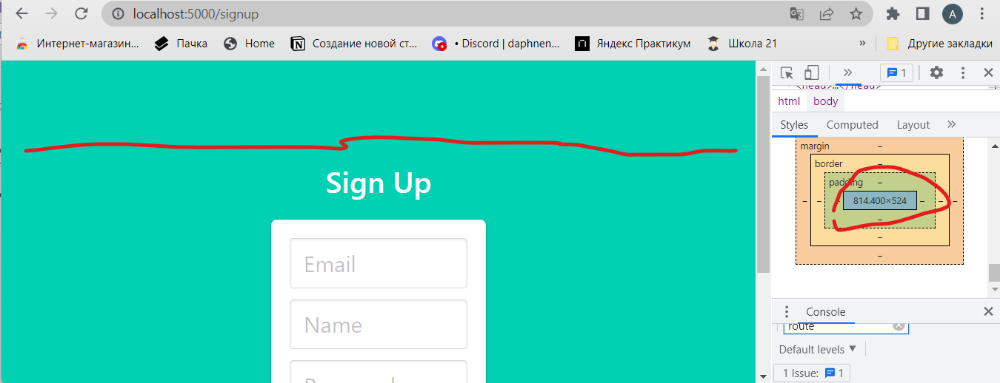 localhost:5000/signup
A
Интернет-магазин...
Пачка
Home
Создание новой ст...
• Discord | daphnen...
Яндекс Практикум
Школа 21
»
Другие закладки
Sign Up
Email
Name
» 1
<head>…</head>
html body
Styles Computed Layout »
margin –
border –
padding –
– – – 814.400×524 – – –
–
–
–
Console
route
Default levels ▼
1 Issue: 1